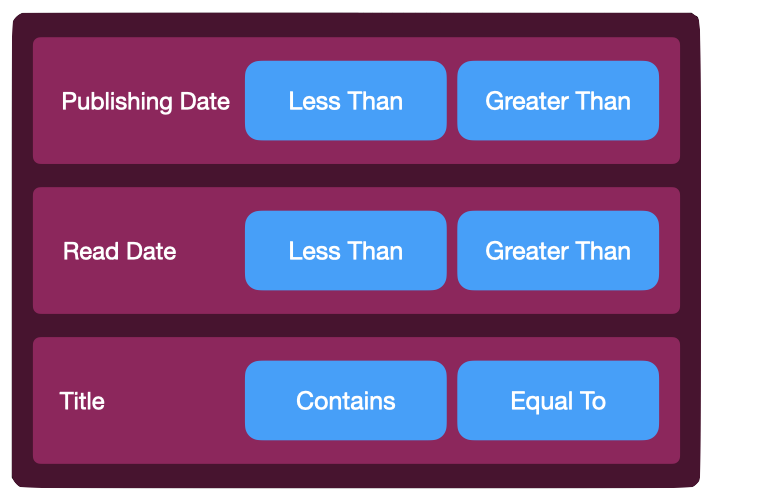 Publishing Date Less Than Greater Than
Read Date Less Than Greater Than
Title Contains Equal To